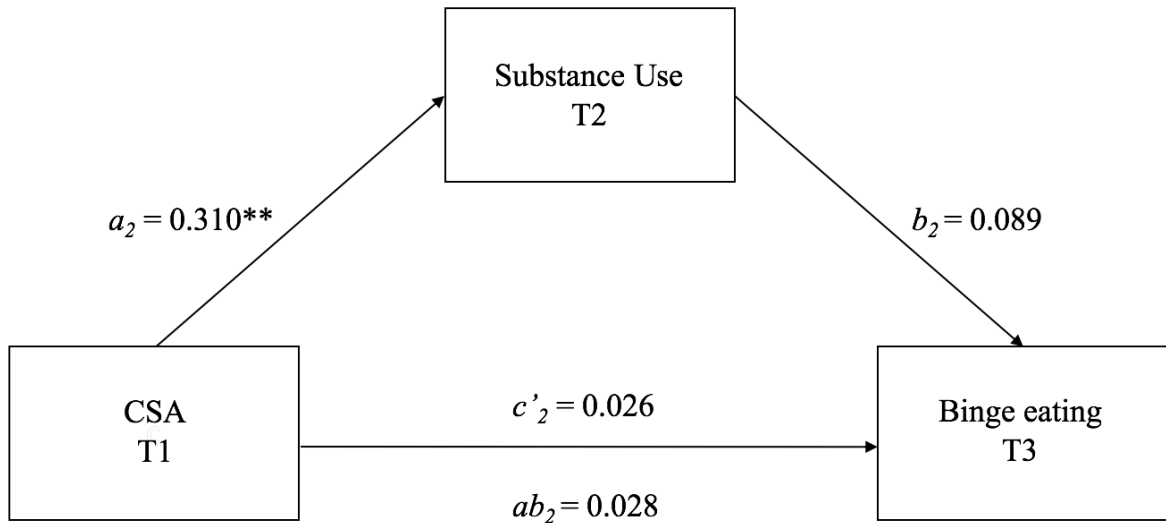 Substance Use
T2
a₂ = 0.310**
b₂ = 0.089
CSA
T1
c’₂ = 0.026
Binge eating
T3
ab₂ = 0.028